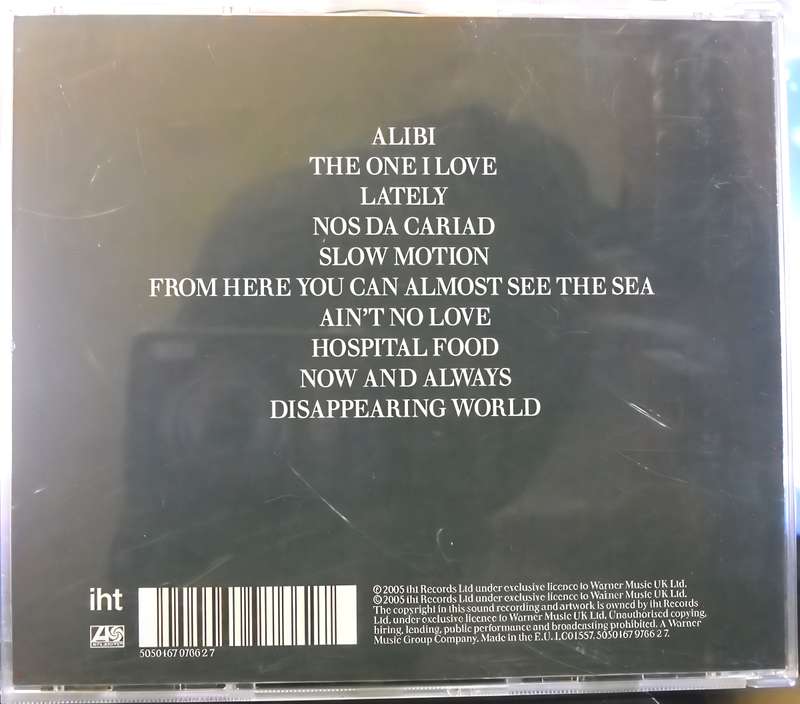 ALIBI
THE ONE I LOVE
LATELY
NOS DA CARIAD
SLOW MOTION
FROM HERE YOU CAN ALMOST SEE THE SEA
AIN'T NO LOVE
HOSPITAL FOOD
NOW AND ALWAYS
DISAPPEARING WORLD
iht
ATLANTIC
5050467 9766 2 7
℗ 2005 iht Records Ltd under exclusive licence to Warner Music UK Ltd.
© 2005 iht Records Ltd under exclusive licence to Warner Music UK Ltd.
The copyright in this sound recording and artwork is owned by iht Records
Ltd. under exclusive licence to Warner Music UK Ltd. Unauthorised copying,
hiring, lending, public performance and broadcasting prohibited. A Warner
Music Group Company. Made in the E.U. LC01557. 5050467 9766 2 7.